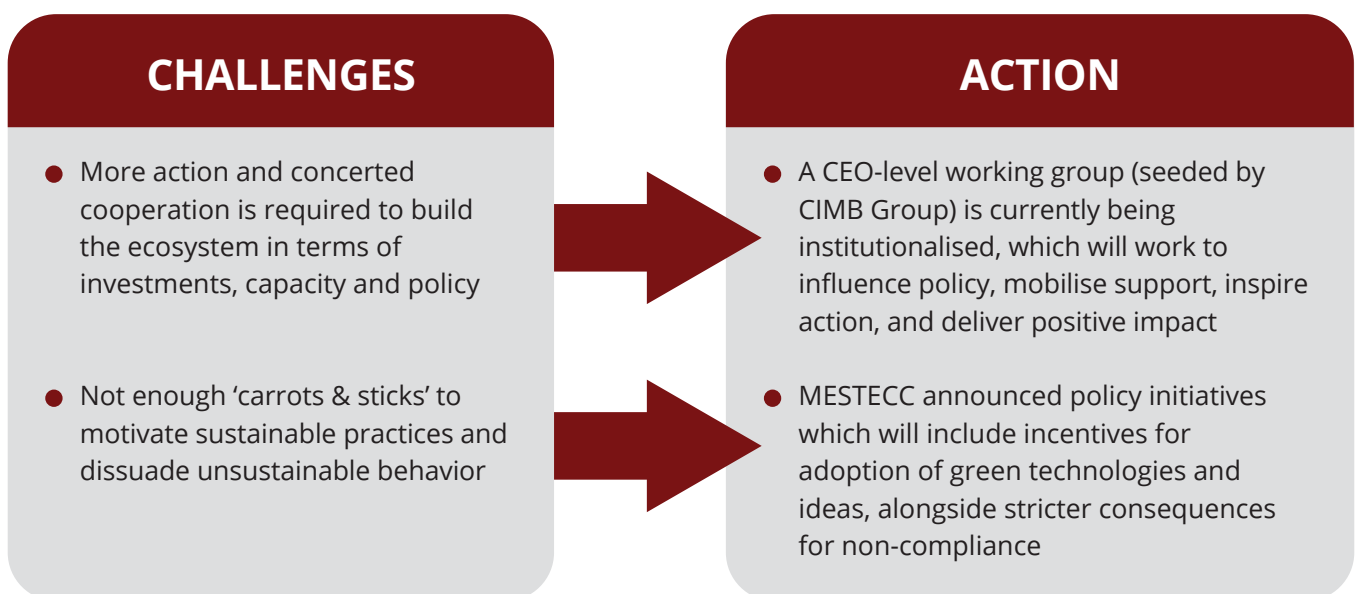 CHALLENGES
More action and concerted
cooperation is required to build
the ecosystem in terms of
investments, capacity and policy
Not enough ‘carrots & sticks’ to
motivate sustainable practices and
dissuade unsustainable behavior
ACTION
A CEO-level working group (seeded by
CIMB Group) is currently being
institutionalised, which will work to
influence policy, mobilise support, inspire
action, and deliver positive impact
MESTECC announced policy initiatives
which will include incentives for
adoption of green technologies and
ideas, alongside stricter consequences
for non-compliance